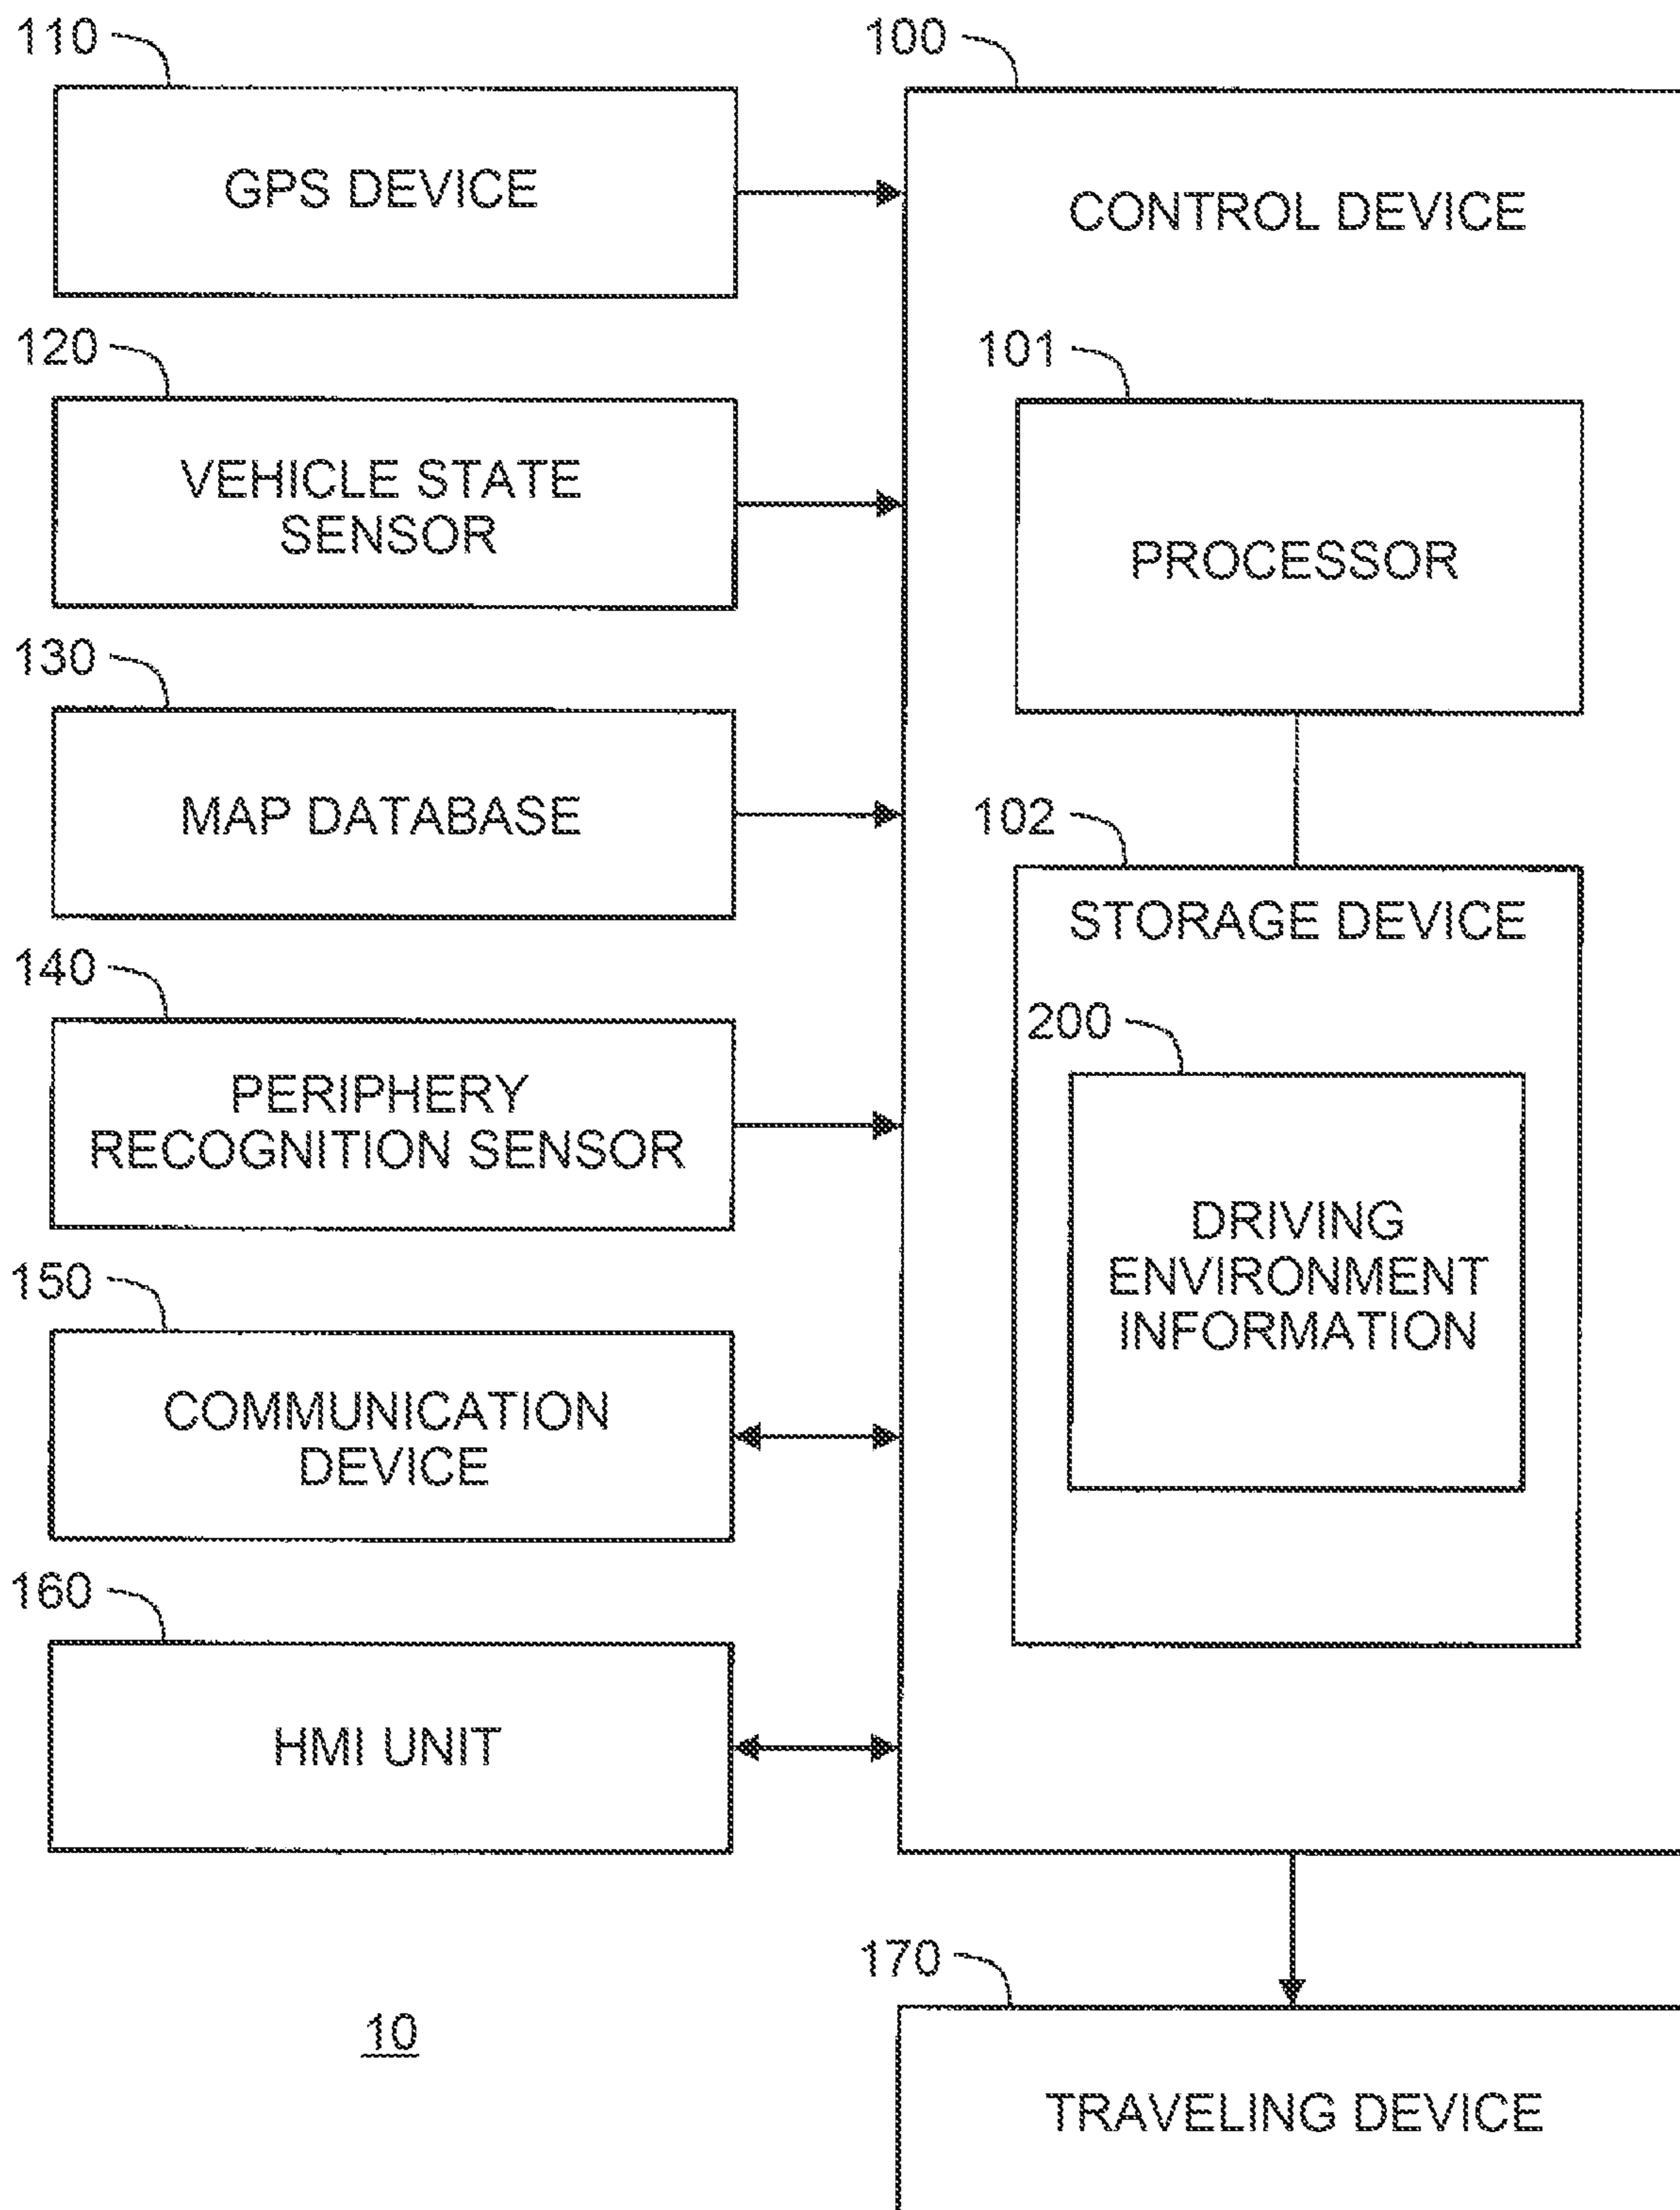 110
GPS DEVICE
120
VEHICLE STATE
SENSOR
130
MAP DATABASE
140
PERIPHERY
RECOGNITION SENSOR
150
COMMUNICATION
DEVICE
160
HMI UNIT
100
CONTROL DEVICE
101
PROCESSOR
102
STORAGE DEVICE
200
DRIVING
ENVIRONMENT
INFORMATION
170
TRAVELING DEVICE
10